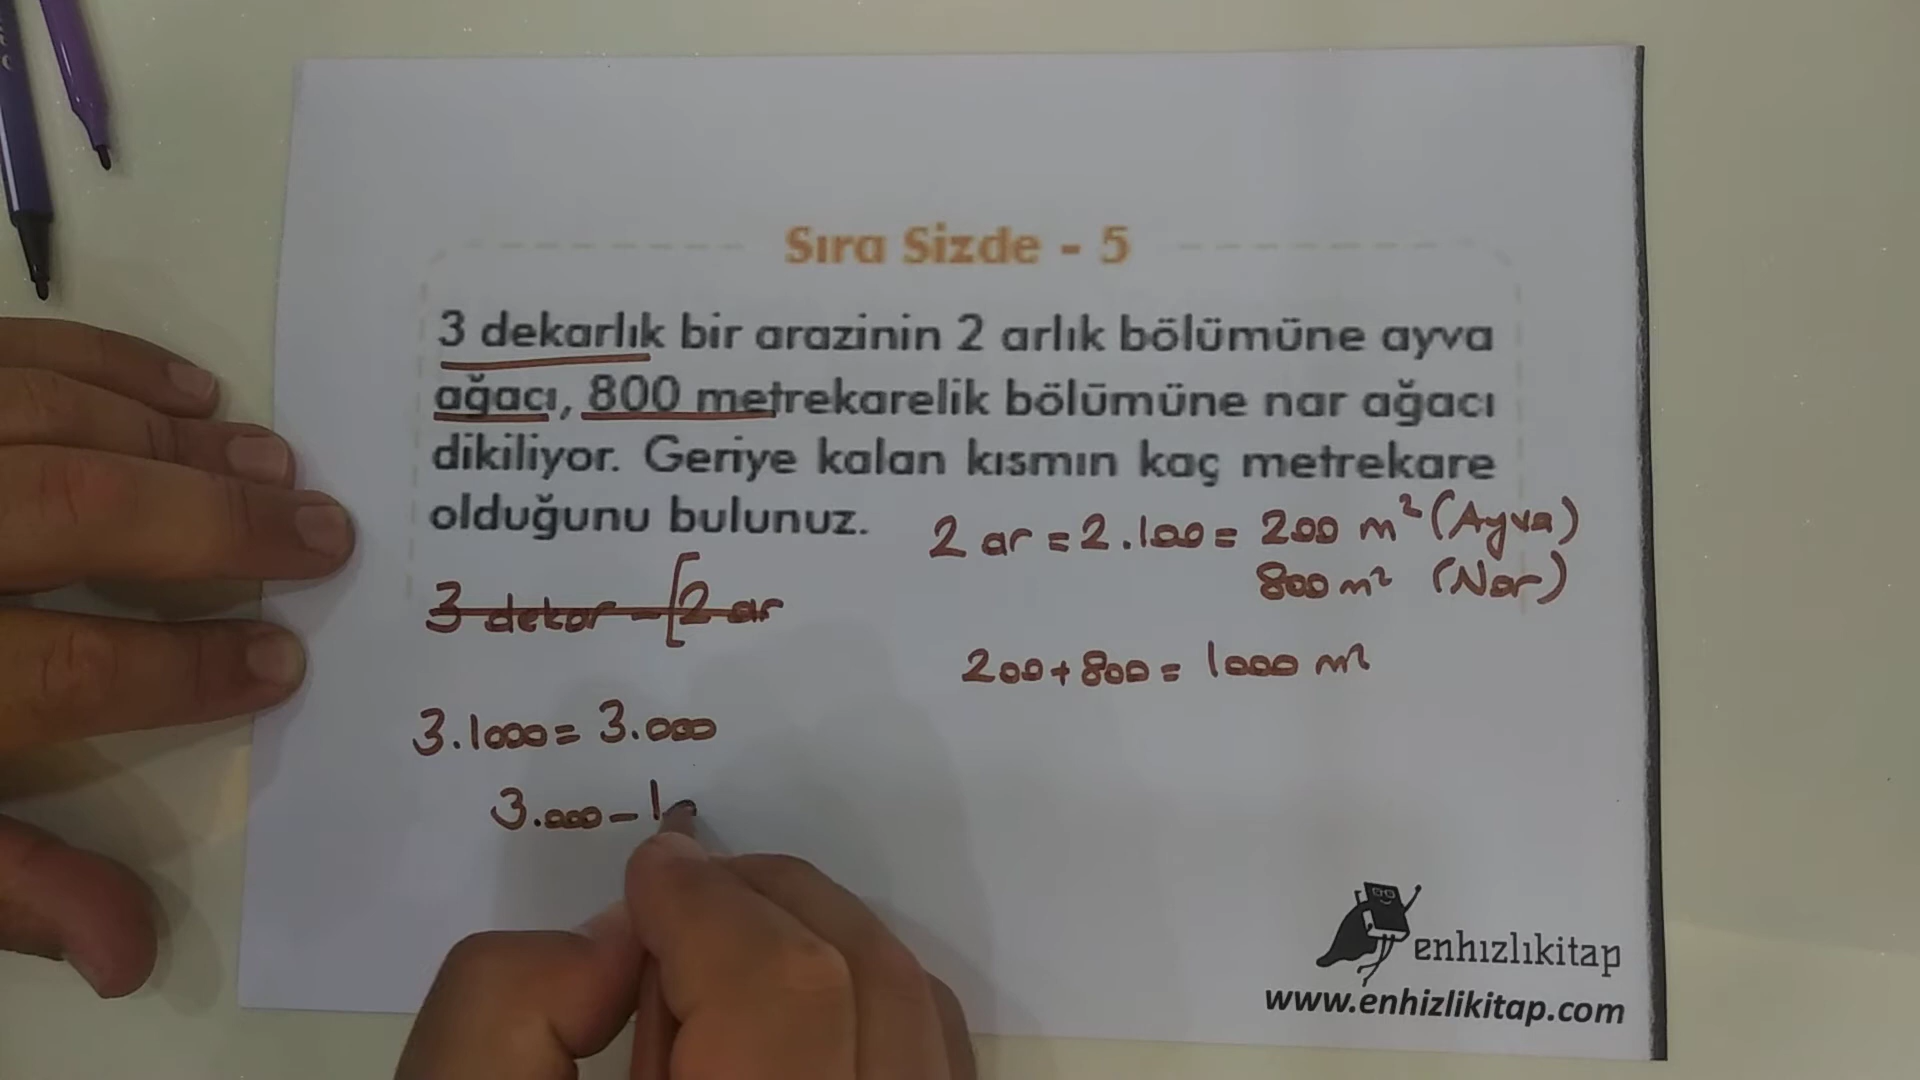 Sıra Sizde - 5
3 dekarlık bir arazinin 2 arlık bölümüne ayva
ağacı, 800 metrekarelik bölümüne nar ağacı
dikiliyor. Geriye kalan kısmın kaç metrekare
olduğunu bulunuz.
2 ar = 2.100 = 200 m² (Ayva)
800 m² (Nar)
3 dekar - [2 ar
200+800 = 1000 m²
3.1000 = 3.000
3.000 - 10
enhızlıkitap
www.enhizlikitap.com